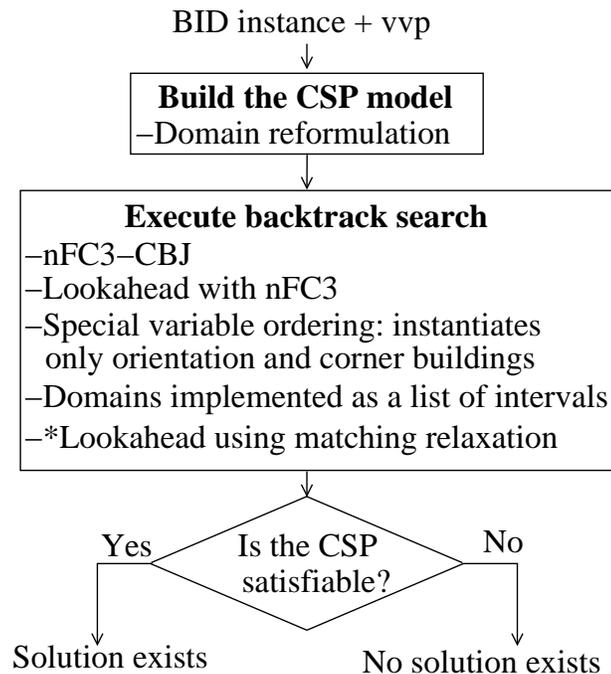 BID instance + vvp
Build the CSP model
–Domain reformulation
Execute backtrack search
–nFC3–CBJ
–Lookahead with nFC3
–Special variable ordering: instantiates
only orientation and corner buildings
–Domains implemented as a list of intervals
–*Lookahead using matching relaxation
Yes
No
Is the CSP
satisfiable?
Solution exists
No solution exists